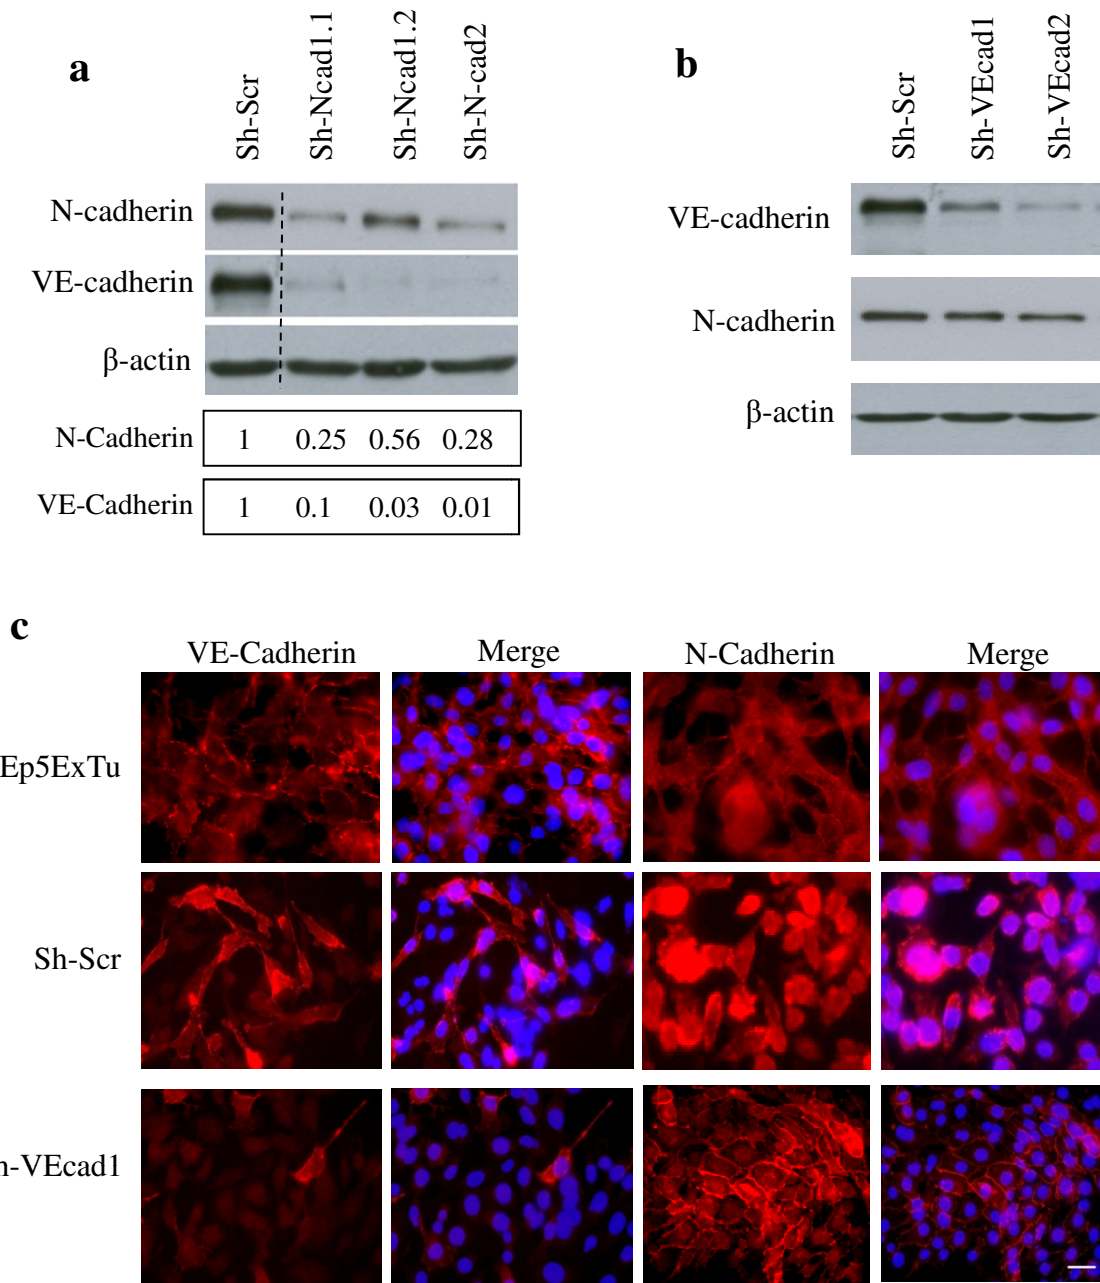 a
Sh-Scr
Sh-Ncad1.1
Sh-Ncad1.2
Sh-N-cad2
N-cadherin
VE-cadherin
β-actin
N-Cadherin 1 0.25 0.56 0.28
VE-Cadherin 1 0.1 0.03 0.01
b
Sh-Scr
Sh-VEcad1
Sh-VEcad2
VE-cadherin
N-cadherin
β-actin
c
VE-Cadherin Merge N-Cadherin Merge
Ep5ExTu
Sh-Scr
h-VEcad1